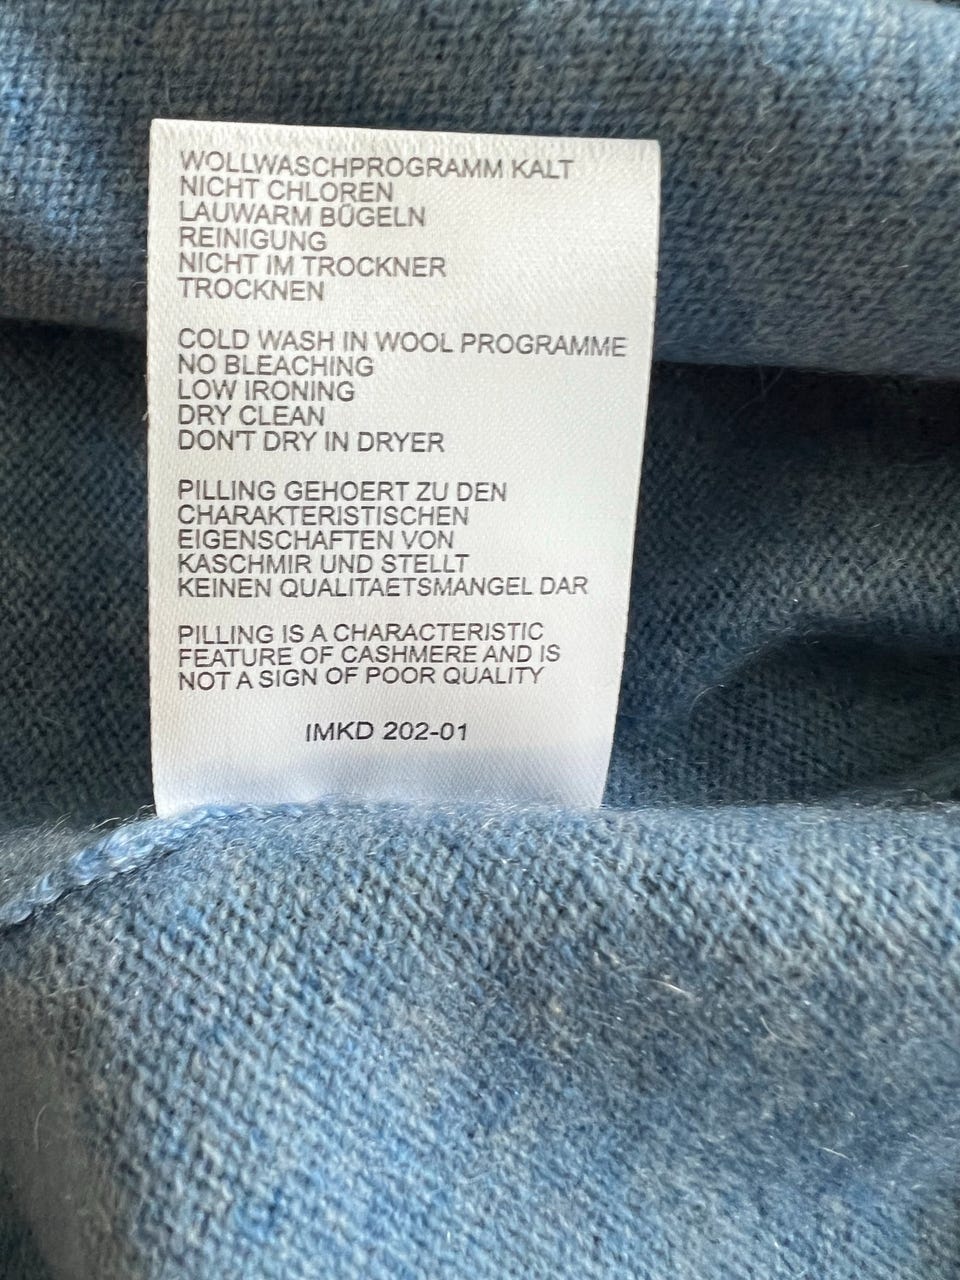 WOLLWASCHPROGRAMM KALT
NICHT CHLOREN
LAUWARM BÜGELN
REINIGUNG
NICHT IM TROCKNER
TROCKNEN
COLD WASH IN WOOL PROGRAMME
NO BLEACHING
LOW IRONING
DRY CLEAN
DON'T DRY IN DRYER
PILLING GEHOERT ZU DEN
CHARAKTERISTISCHEN
EIGENSCHAFTEN VON
KASCHMIR UND STELLT
KEINEN QUALITAETSMANGEL DAR
PILLING IS A CHARACTERISTIC
FEATURE OF CASHMERE AND IS
NOT A SIGN OF POOR QUALITY
IMKD 202-01